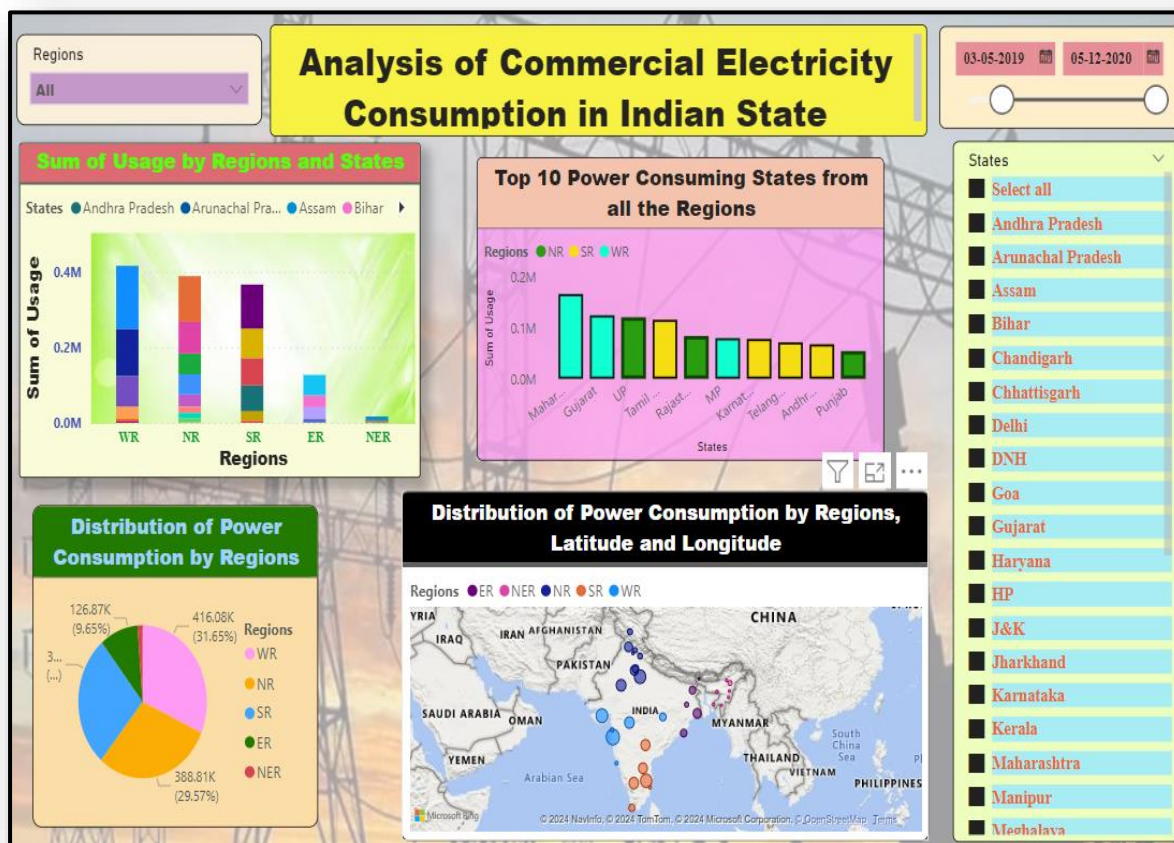 Regions
All
Analysis of Commercial Electricity
Consumption in Indian State
03-05-2019 05-12-2020
Sum of Usage by Regions and States
States Andhra Pradesh Arunachal Pra... Assam Bihar
Sum of Usage
0.4M
0.2M
0.0M
WR NR SR ER NER
Regions
Top 10 Power Consuming States from
all the Regions
Regions NR SR WR
Sum of Usage
0.2M
0.1M
0.0M
Mahar... Gujarat UP Tamil ... Rajast... MP Karnat... Telang... Andhr... Punjab
States
Distribution of Power
Consumption by Regions
126.87K
(9.65%)
416.08K
(31.65%)
3...
(...)
388.81K
(29.57%)
Regions
WR
NR
SR
ER
NER
Distribution of Power Consumption by Regions,
Latitude and Longitude
Regions ER NER NR SR WR
YRIA
IRAQ
IRAN
AFGHANISTAN
CHINA
PAKISTAN
SAUDI ARABIA
OMAN
INDIA
MYANMAR
YEMEN
THAILAND
VIETNAM
South
China
Sea
PHILIPPINES
Arabian Sea
Microsoft Bing
© 2024 NavInfo, © 2024 TomTom, © 2024 Microsoft Corporation, © OpenStreetMap Terms
States
Select all
Andhra Pradesh
Arunachal Pradesh
Assam
Bihar
Chandigarh
Chhattisgarh
Delhi
DNH
Goa
Gujarat
Haryana
HP
J&K
Jharkhand
Karnataka
Kerala
Maharashtra
Manipur
Meghalaya